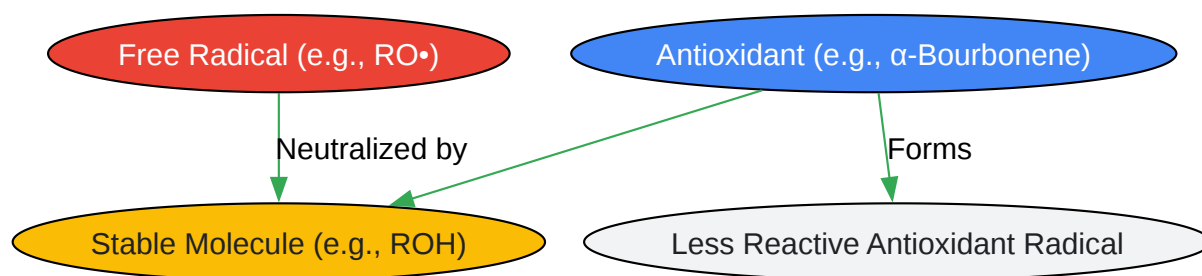 Free Radical (e.g., RO•)
Antioxidant (e.g., α-Bourbonene)
Neutralized by
Forms
Stable Molecule (e.g., ROH)
Less Reactive Antioxidant Radical